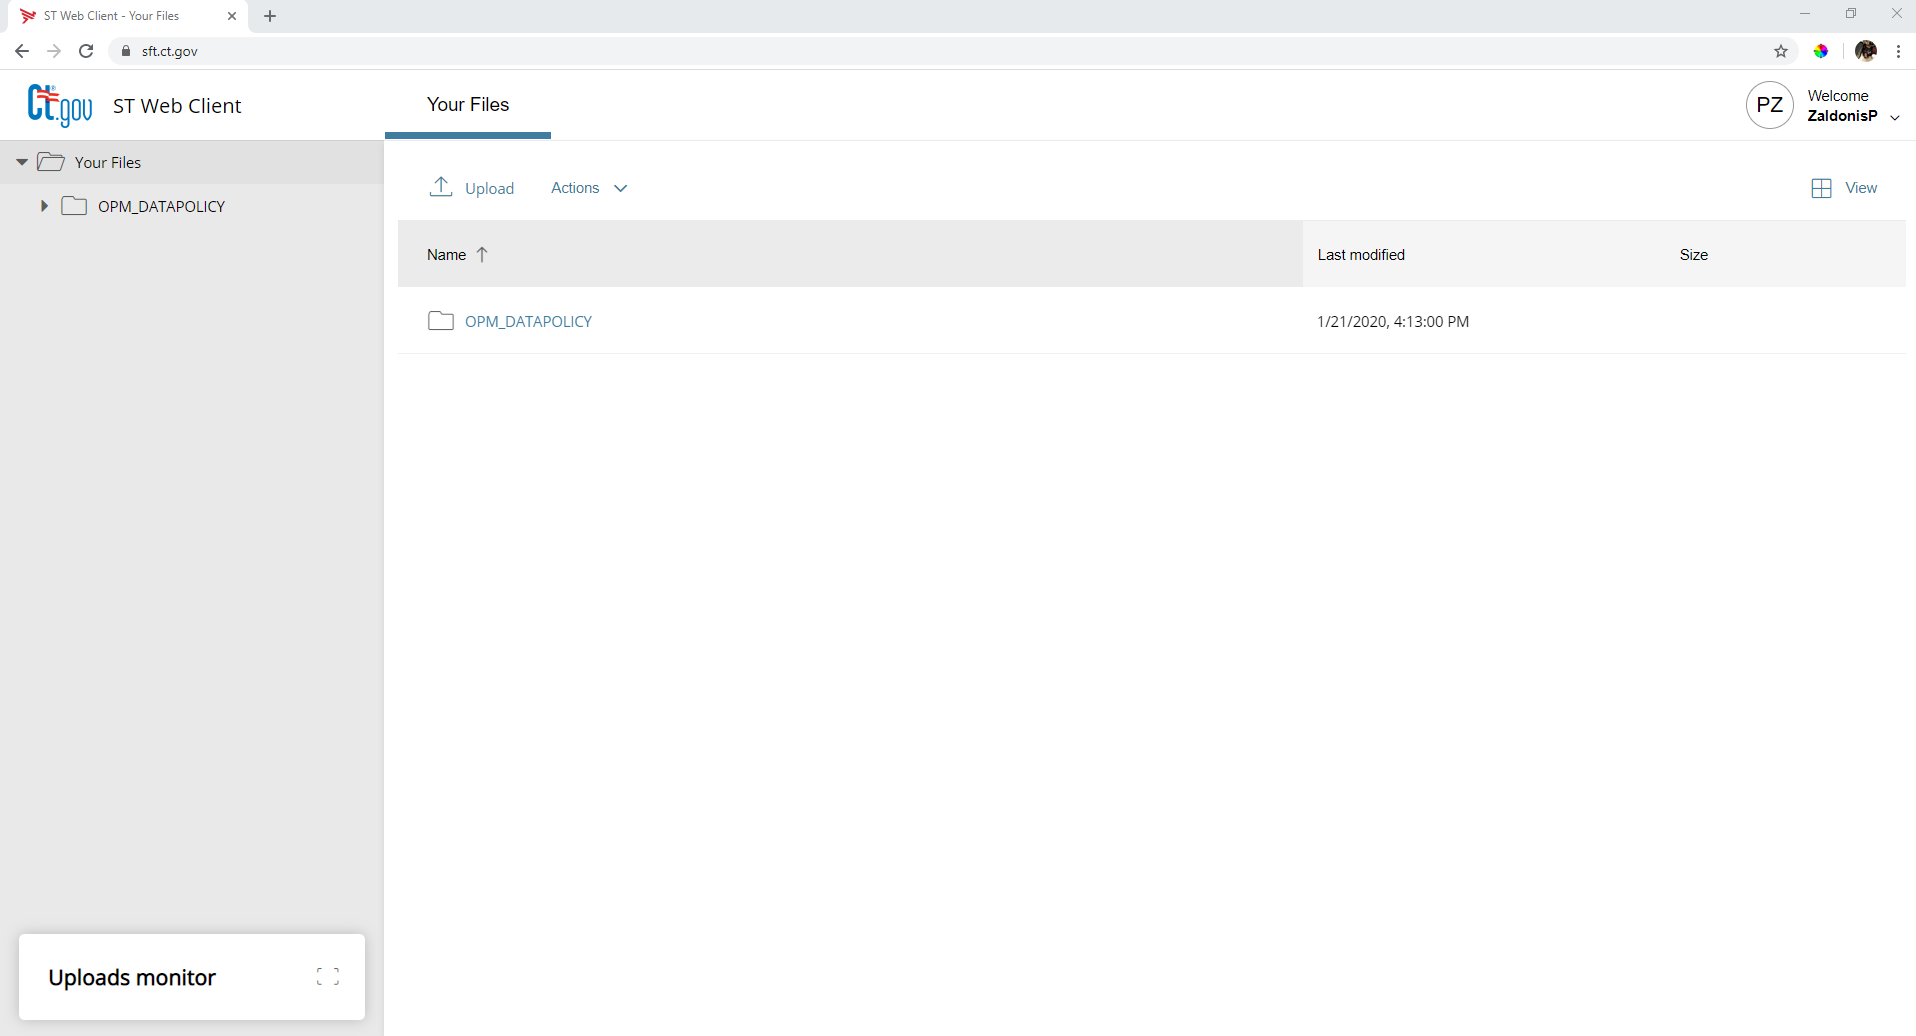 ST Web Client - Your Files
sft.ct.gov
Ct.gov
ST Web Client
Your Files
PZ
Welcome
ZaldonisP
Your Files
OPM_DATAPOLICY
Upload
Actions
View
Name
Last modified
Size
OPM_DATAPOLICY
1/21/2020, 4:13:00 PM
Uploads monitor